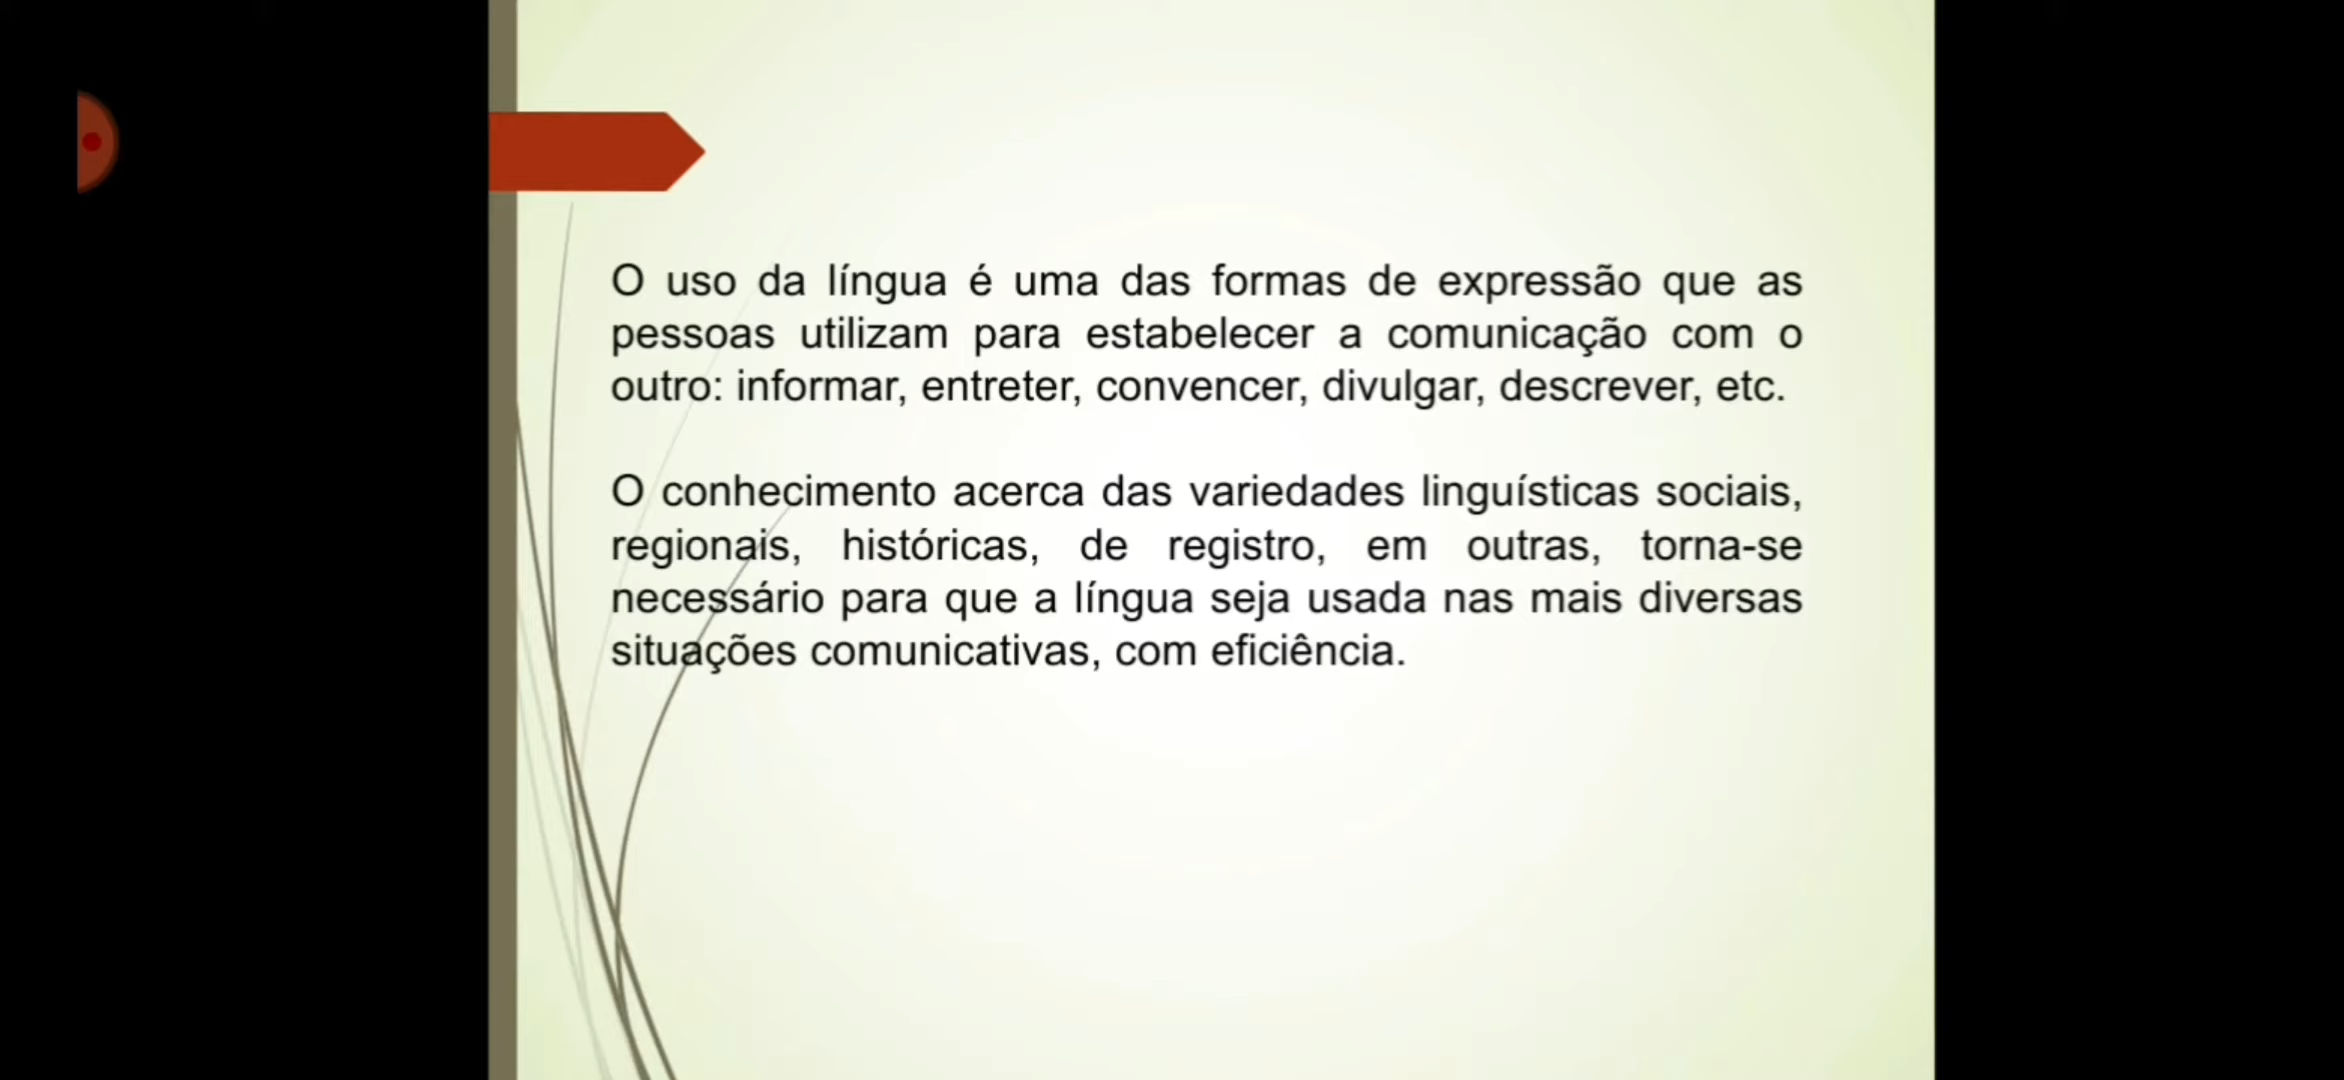 O uso da língua é uma das formas de expressão que as
pessoas utilizam para estabelecer a comunicação com o
outro: informar, entreter, convencer, divulgar, descrever, etc.
O conhecimento acerca das variedades linguísticas sociais,
regionais, históricas, de registro, em outras, torna-se
necessário para que a língua seja usada nas mais diversas
situações comunicativas, com eficiência.